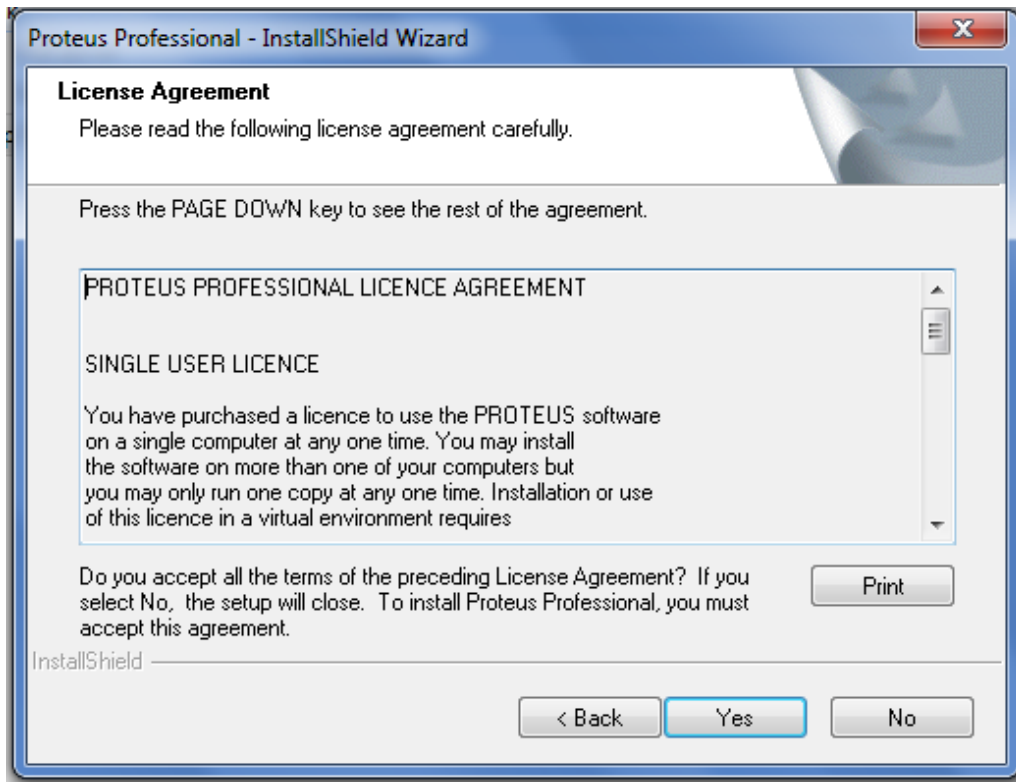 Proteus Professional - InstallShield Wizard
License Agreement
Please read the following license agreement carefully.
Press the PAGE DOWN key to see the rest of the agreement.
PROTEUS PROFESSIONAL LICENCE AGREEMENT
SINGLE USER LICENCE
You have purchased a licence to use the PROTEUS software
on a single computer at any one time. You may install
the software on more than one of your computers but
you may only run one copy at any one time. Installation or use
of this licence in a virtual environment requires
Do you accept all the terms of the preceding License Agreement?  If you
select No,  the setup will close.  To install Proteus Professional, you must
accept this agreement.
Print
InstallShield
< Back
Yes
No